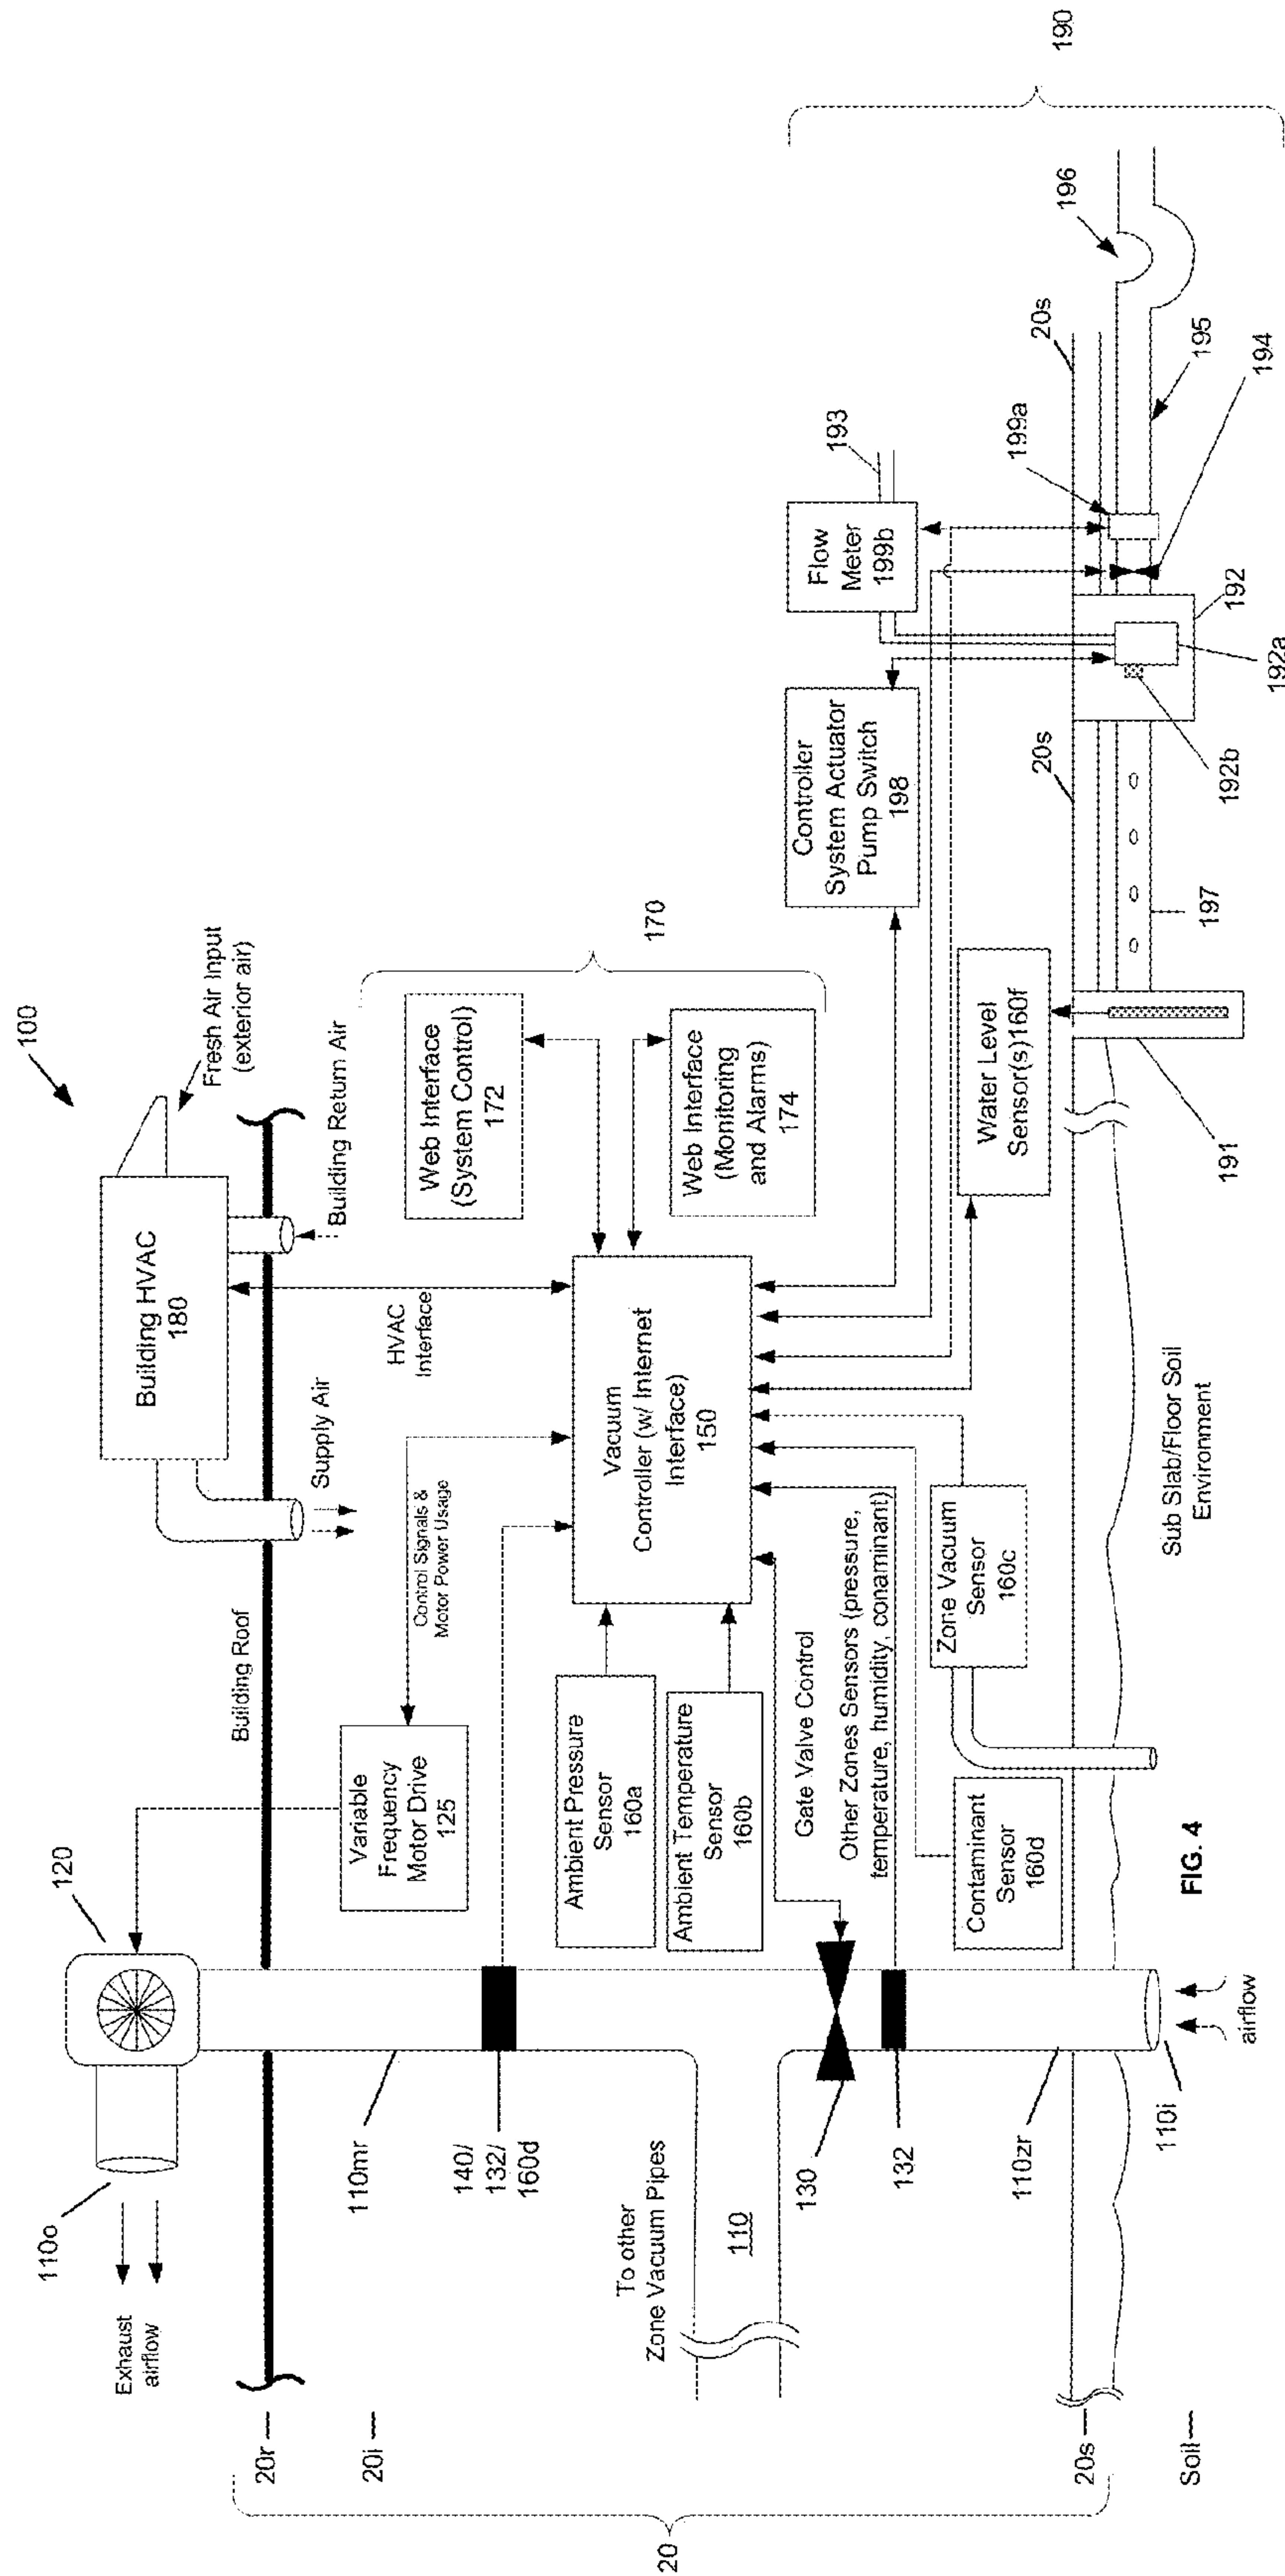 100
120
110o
Exhaust
airflow
Building HVAC
180
Fresh Air Input
(exterior air)
Building Roof
Supply Air
Building Return Air
20r
20i
110mr
Variable
Frequency
Motor Drive
125
Control Signals &
Motor Power Usage
HVAC
Interface
170
Web Interface
(System Control)
172
Web Interface
(Monitoring
and Alarms)
174
140/
132/
160d
Ambient Pressure
Sensor
160a
Ambient Temperature
Sensor
160b
Vacuum
Controller (w/ Internet
Interface)
150
To other
Zone Vacuum Pipes
110
Gate Valve Control
130
Other Zones Sensors (pressure,
temperature, humidity, conaminant)
132
Controller
System Actuator
Pump Switch
198
Flow
Meter
199b
193
190
Contaminant
Sensor
160d
Zone Vacuum
Sensor
160c
Water Level
Sensor(s)160f
110zr
20
20s
20s
20s
199a
196
Soil
110i
airflow
Sub Slab/Floor Soil
Environment
191
197
192b
192a
192
194
195
FIG. 4